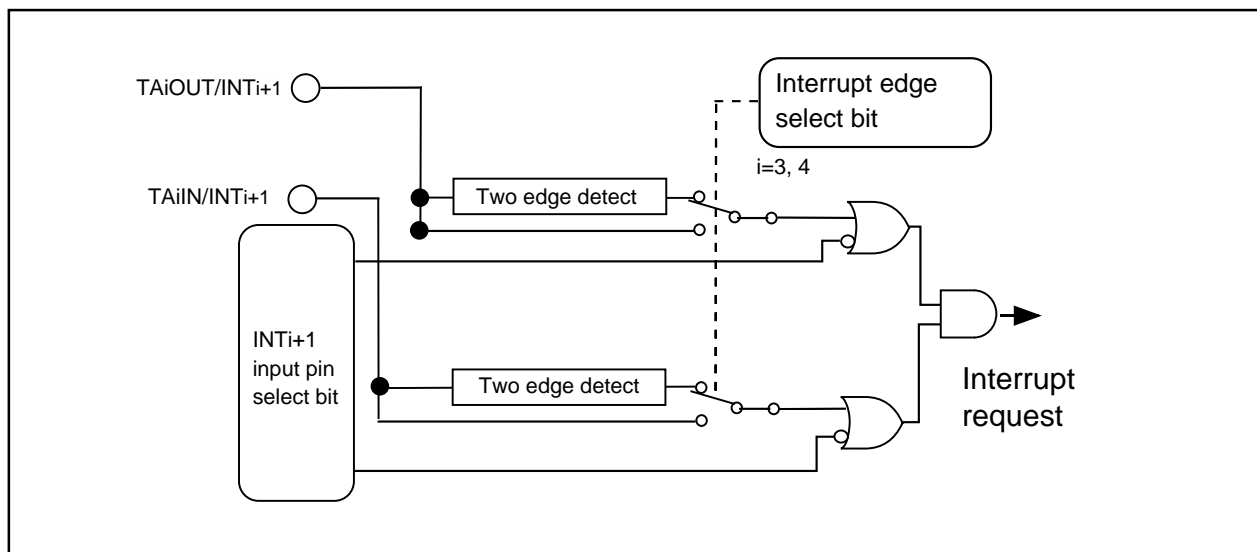 TAiOUT/INTi+1
Interrupt edge
select bit
i=3, 4
TAiIN/INTi+1
Two edge detect
INTi+1
input pin
select bit
Two edge detect
Interrupt
request